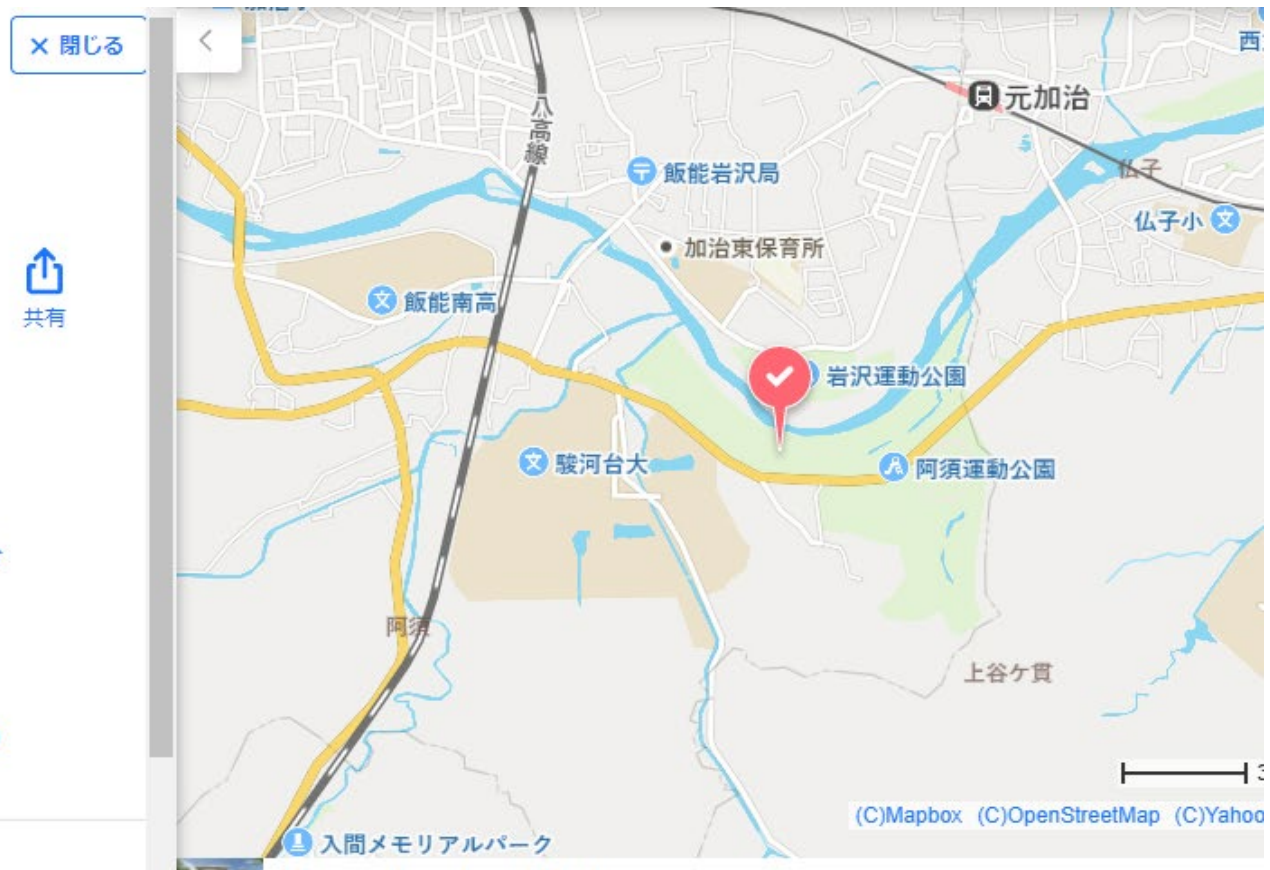 × 閉じる
共有
八高線
元加治
飯能岩沢局
仏子
仏子小
加治東保育所
飯能南高
岩沢運動公園
駿河台大
阿須運動公園
阿須
上谷ケ貫
(C)Mapbox (C)OpenStreetMap (C)Yahoo
入間メモリアルパーク